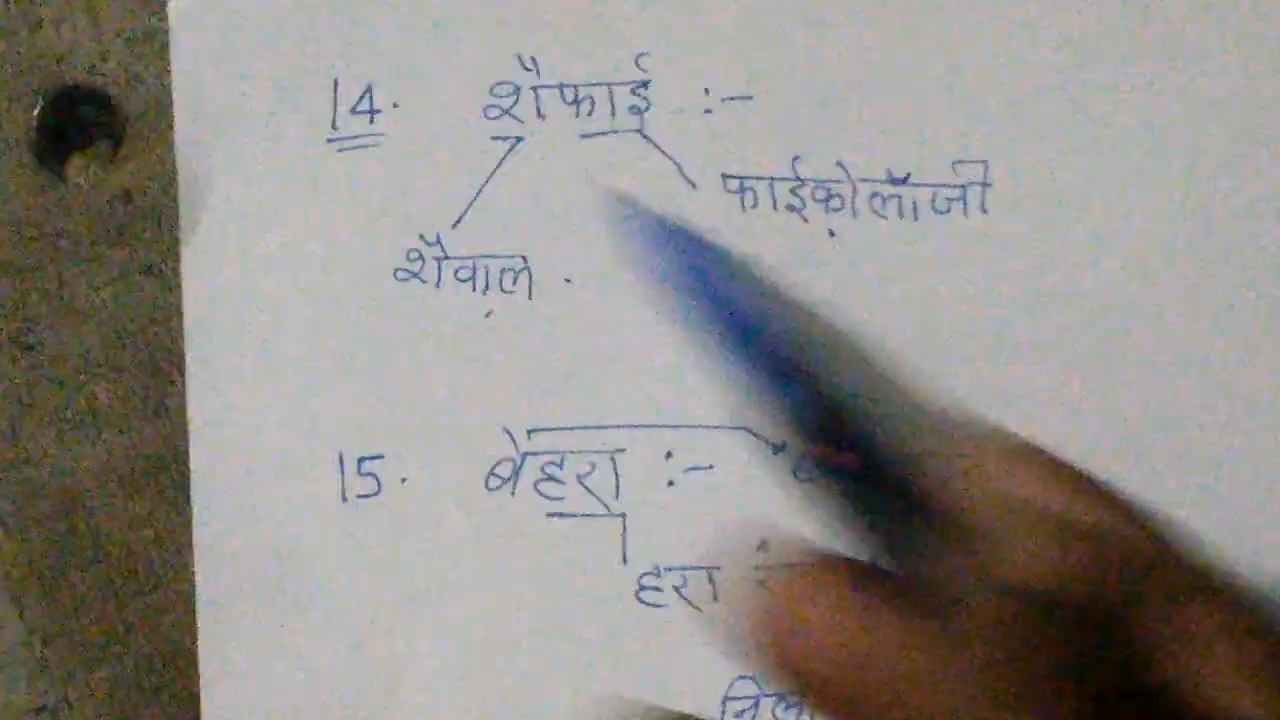 14. शैफाई :-
फाईकोलॉजी
शैवाल .
15. बेहरा :-
हरा